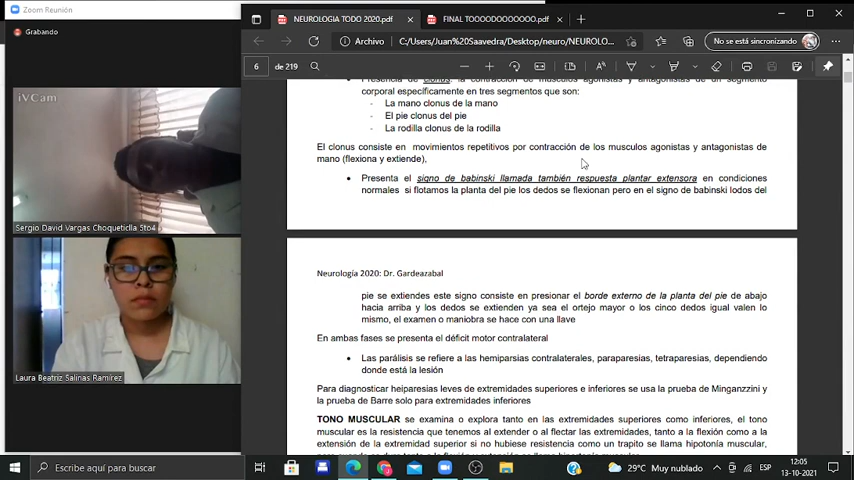 Zoom Reunión
Grabando
iVCam
Sergio David Vargas Choqueticlla 5to4
Laura Beatriz Salinas Ramirez
NEUROLOGIA TODO 2020.pdf
FINAL TOOOODOOOOOOO.pdf
Archivo
C:/Users/Juan%20Saavedra/Desktop/neuro/NEUROLO...
No se está sincronizando
6 de 219
Presencia de clonus: la contracción de músculos agonistas y antagonistas de un segmento
corporal específicamente en tres segmentos que son:
- La mano clonus de la mano
- El pie clonus del pie
- La rodilla clonus de la rodilla
El clonus consiste en movimientos repetitivos por contracción de los musculos agonistas y antagonistas de
mano (flexiona y extiende),
• Presenta el signo de babinski llamada también respuesta plantar extensora en condiciones
normales si flotamos la planta del pie los dedos se flexionan pero en el signo de babinski lodos del
Neurología 2020: Dr. Gardeazabal
pie se extiendes este signo consiste en presionar el borde externo de la planta del pie de abajo
hacia arriba y los dedos se extienden ya sea el ortejo mayor o los cinco dedos igual valen lo
mismo, el examen o maniobra se hace con una llave
En ambas fases se presenta el déficit motor contralateral
• Las parálisis se refiere a las hemiparsias contralaterales, paraparesias, tetraparesias, dependiendo
donde está la lesión
Para diagnosticar heiparesias leves de extremidades superiores e inferiores se usa la prueba de Minganzzini y
la prueba de Barre solo para extremidades inferiores
TONO MUSCULAR se examina o explora tanto en las extremidades superiores como inferiores, el tono
muscular es la resistencia que tenemos al extender o al flectar las extremidades, tanto a la flexión como a la
extensión de la extremidad superior si no hubiese resistencia como un trapito se llama hipotonía muscular,
Escribe aquí para buscar
29°C Muy nublado
ESP
12:05
13-10-2021